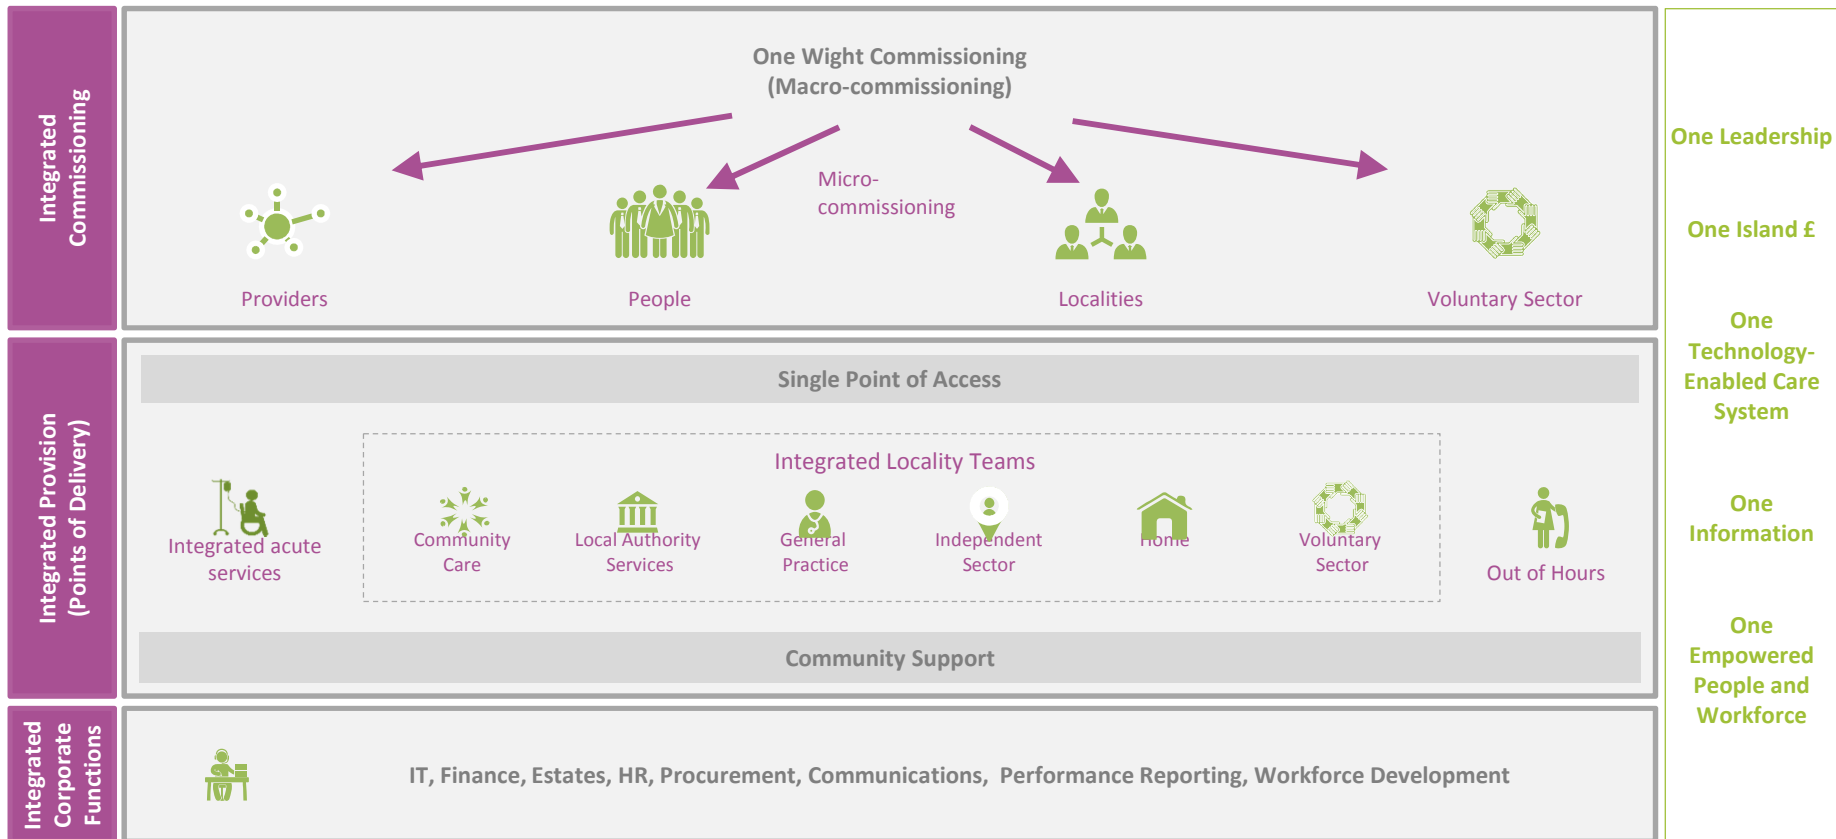 Integrated
Commissioning
One Wight Commissioning
(Macro-commissioning)
Micro-
commissioning
Providers
People
Localities
Voluntary Sector
Integrated Provision
(Points of Delivery)
Single Point of Access
Integrated Locality Teams
Integrated acute
services
Community
Care
Local Authority
Services
General
Practice
Independent
Sector
Home
Voluntary
Sector
Out of Hours
Community Support
Integrated
Corporate
Functions
IT, Finance, Estates, HR, Procurement, Communications,  Performance Reporting, Workforce Development
One Leadership
One Island £
One
Technology-
Enabled Care
System
One
Information
One
Empowered
People and
Workforce